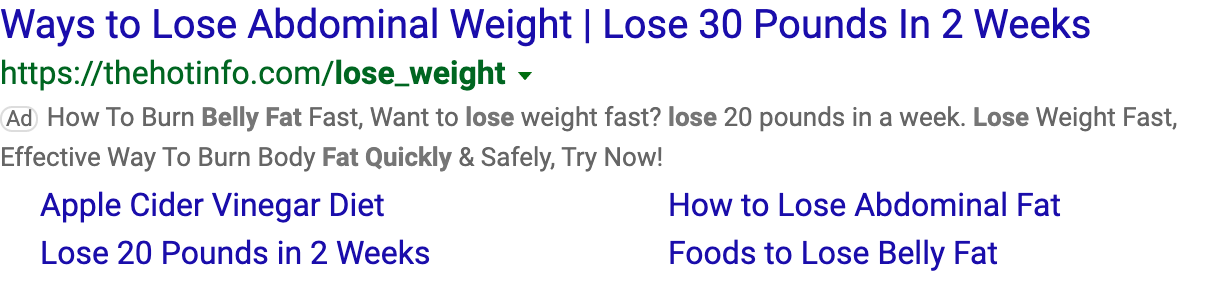 Ways to Lose Abdominal Weight | Lose 30 Pounds In 2 Weeks
https://thehotinfo.com/lose_weight
Ad How To Burn Belly Fat Fast, Want to lose weight fast? lose 20 pounds in a week. Lose Weight Fast,
Effective Way To Burn Body Fat Quickly & Safely, Try Now!
Apple Cider Vinegar Diet How to Lose Abdominal Fat
Lose 20 Pounds in 2 Weeks Foods to Lose Belly Fat